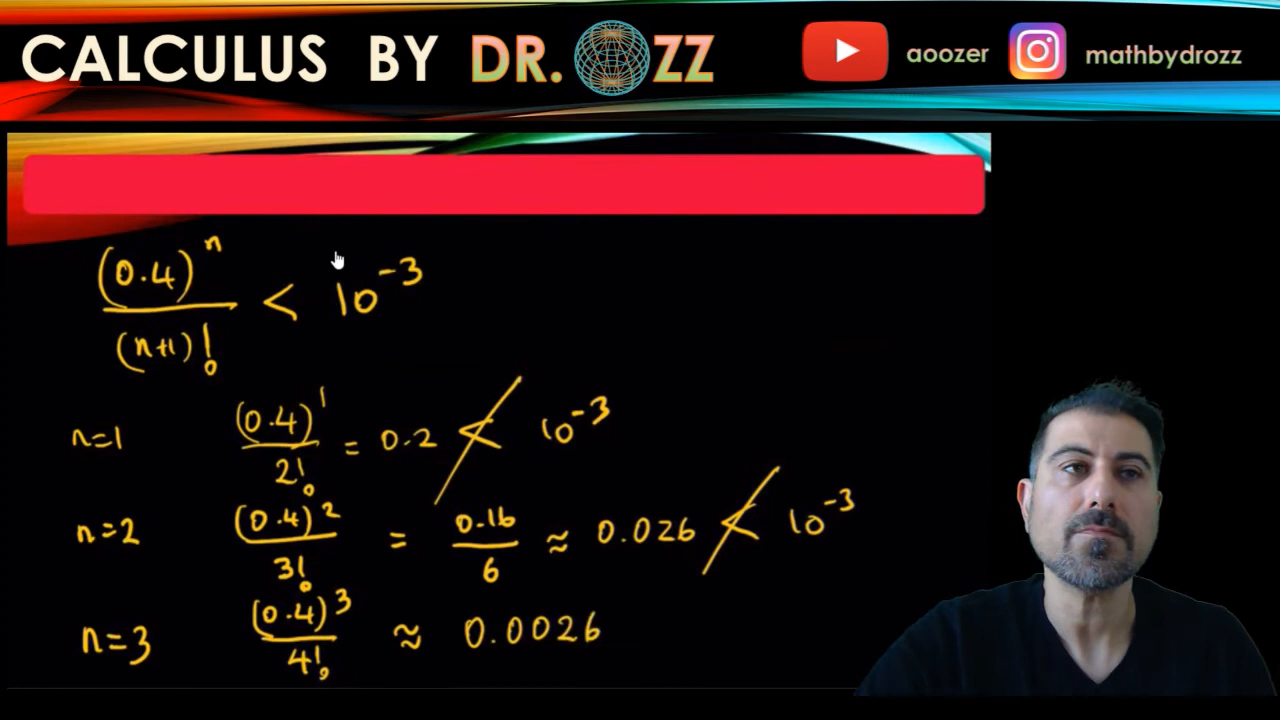 CALCULUS BY DR. ZZ
aoozer
mathbydrozz
(0.4)^n / (n+1)! < 10^-3
n=1 (0.4)^1 / 2! = 0.2 ≮ 10^-3
n=2 (0.4)^2 / 3! = 0.16 / 6 ≈ 0.026 ≮ 10^-3
n=3 (0.4)^3 / 4! ≈ 0.0026